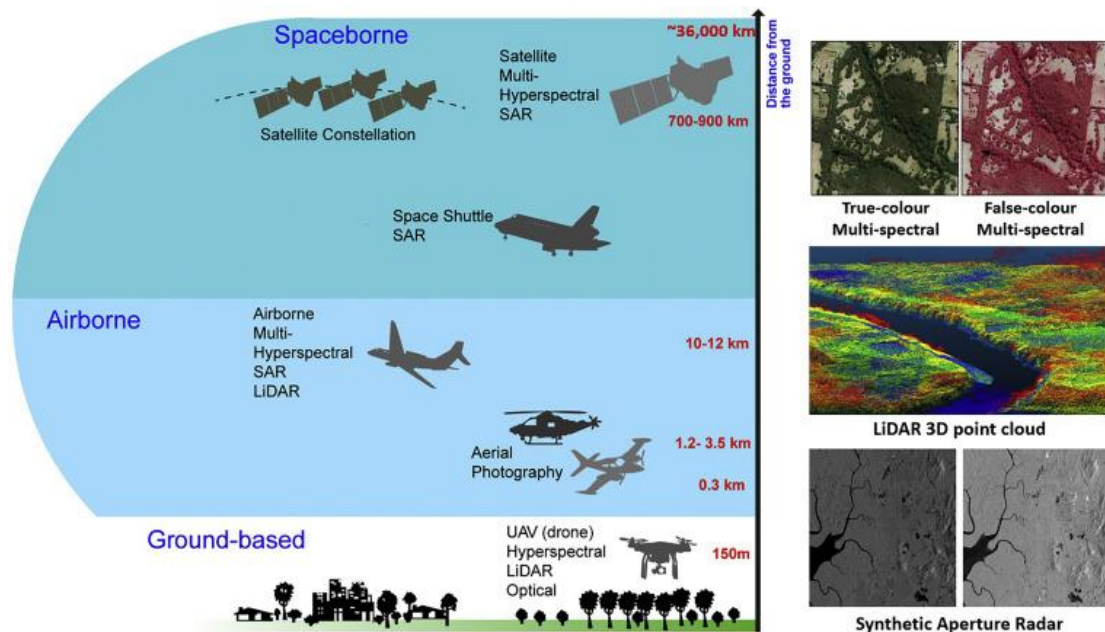 Spaceborne
~36,000 km
Distance from
the ground
Satellite
Multi-
Hyperspectral
SAR
700-900 km
Satellite Constellation
Space Shuttle
SAR
Airborne
Airborne
Multi-
Hyperspectral
SAR
LiDAR
10-12 km
Aerial
Photography
1.2- 3.5 km
0.3 km
Ground-based
UAV (drone)
Hyperspectral
LiDAR
Optical
150m
True-colour
Multi-spectral
False-colour
Multi-spectral
LiDAR 3D point cloud
Synthetic Aperture Radar